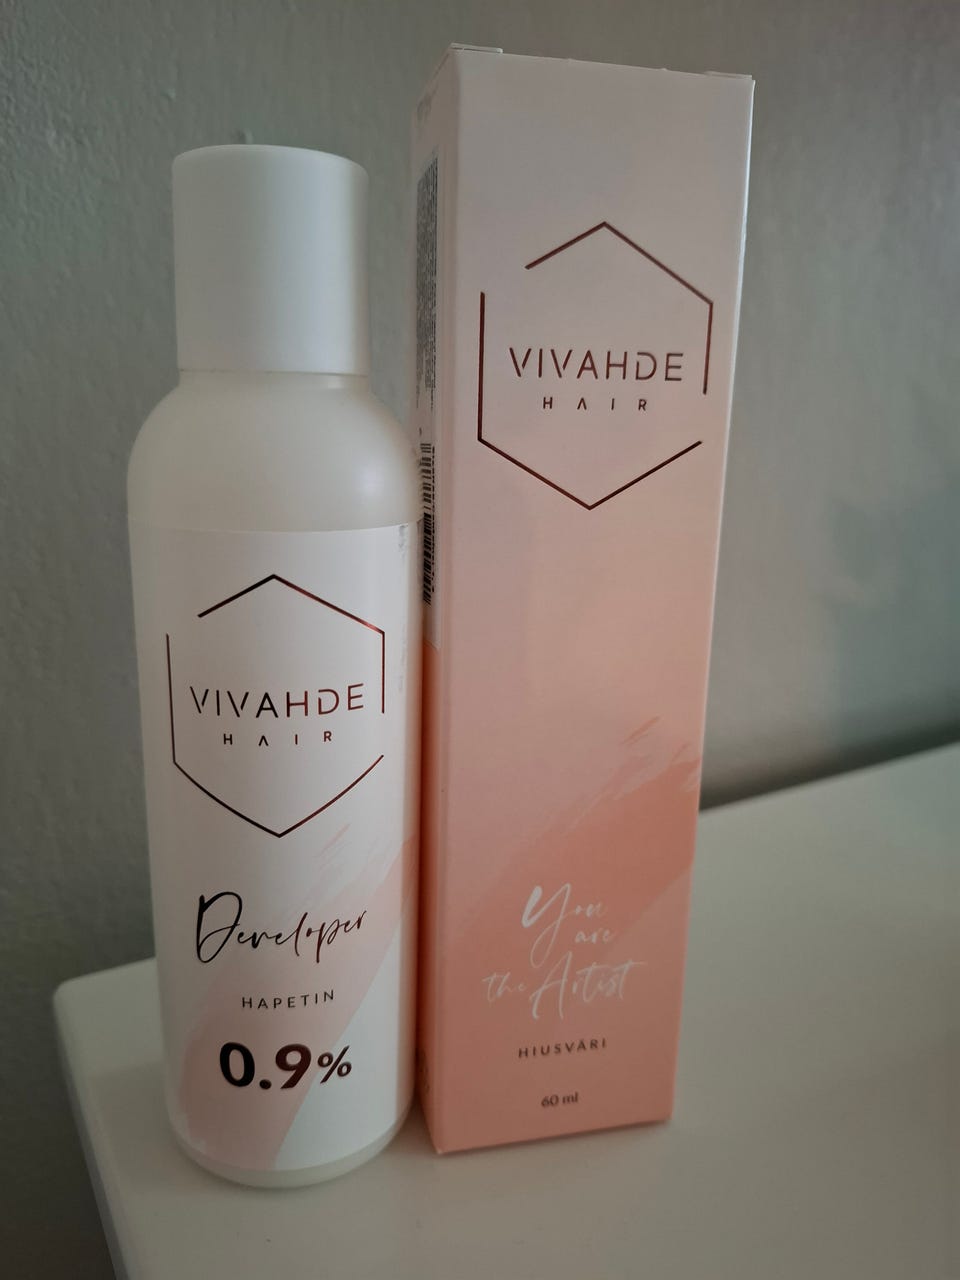 VIVAHDE
HAIR
Developer
HAPETIN
0.9%
VIVAHDE
HAIR
You
are
the Artist
HIUSVÄRI
60 ml